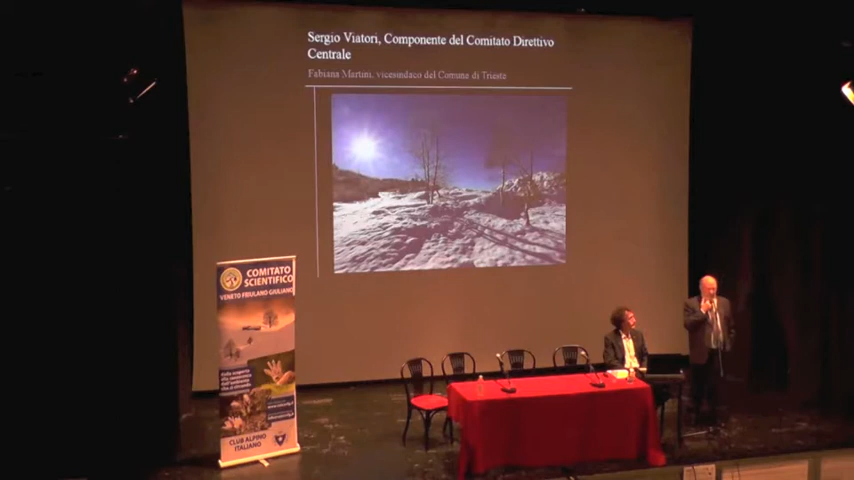 Sergio Viatori, Componente del Comitato Direttivo
Centrale
Fabiana Martini, vicesindaco del Comune di Trieste
COMITATO
SCIENTIFICO
VENETO FRIULANO GIULIANO
CLUB ALPINO
ITALIANO